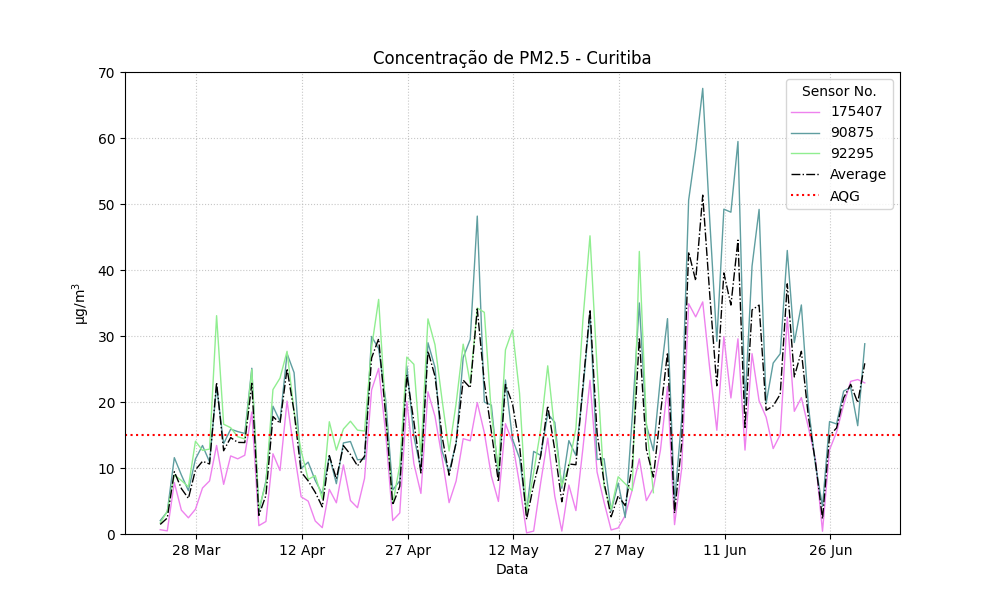 Concentração de PM2.5 - Curitiba
70
60
50
40
30
20
10
0
µg/m³
28 Mar
12 Apr
27 Apr
12 May
27 May
11 Jun
26 Jun
Data
Sensor No.
175407
90875
92295
Average
AQG